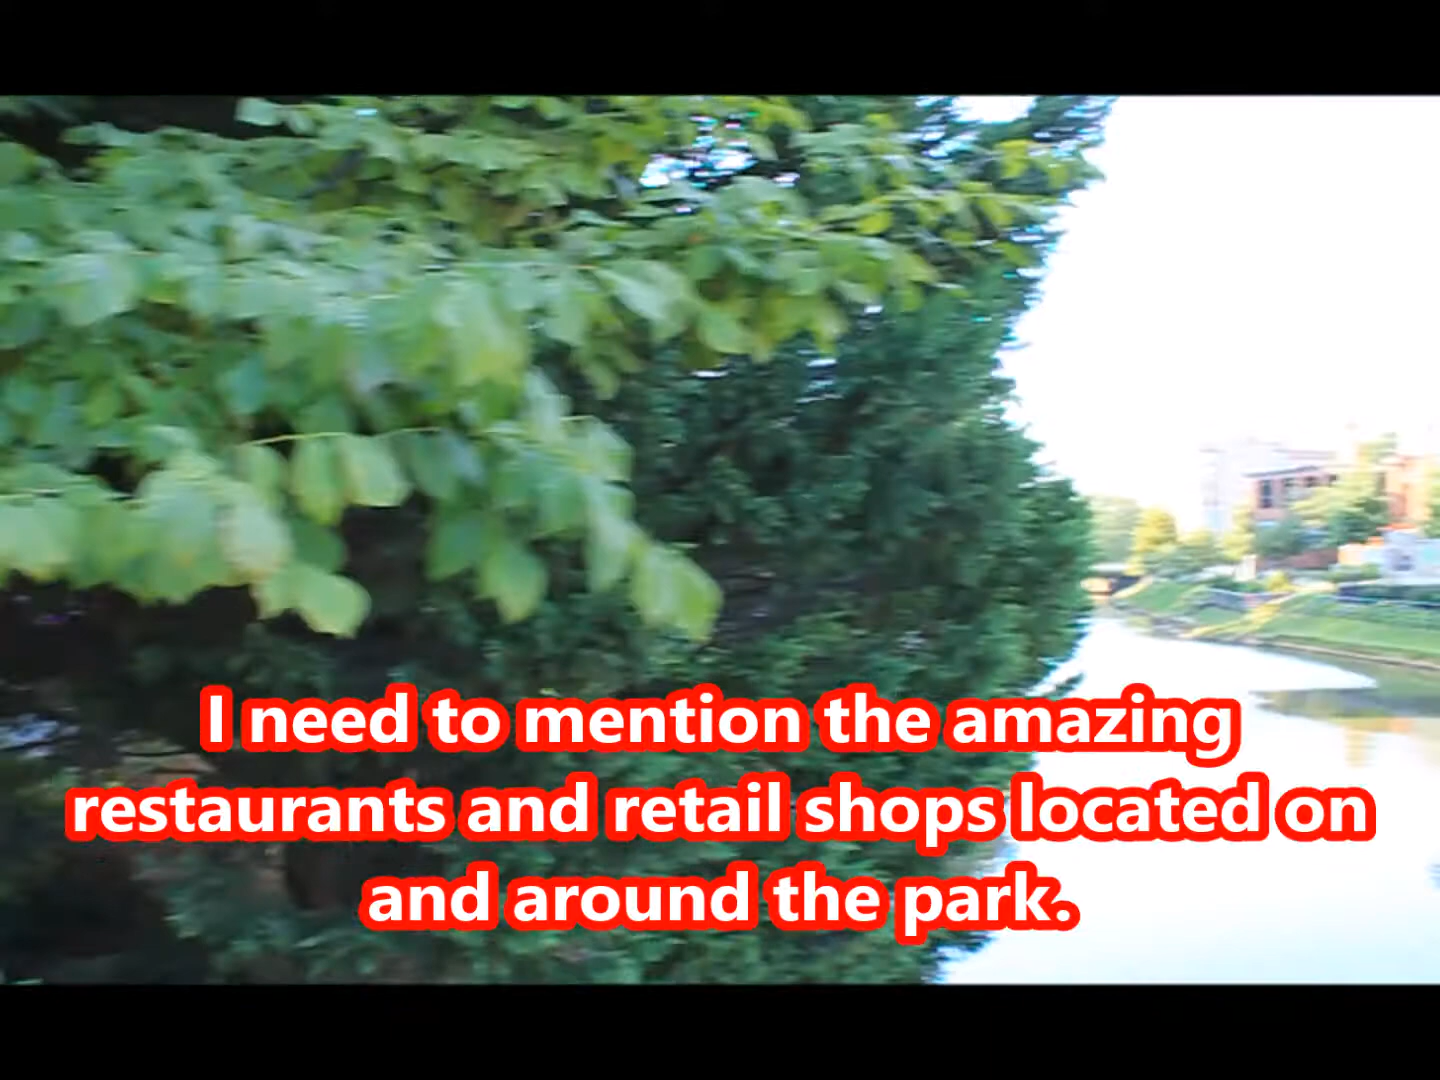 I need to mention the amazing
restaurants and retail shops located on
and around the park.